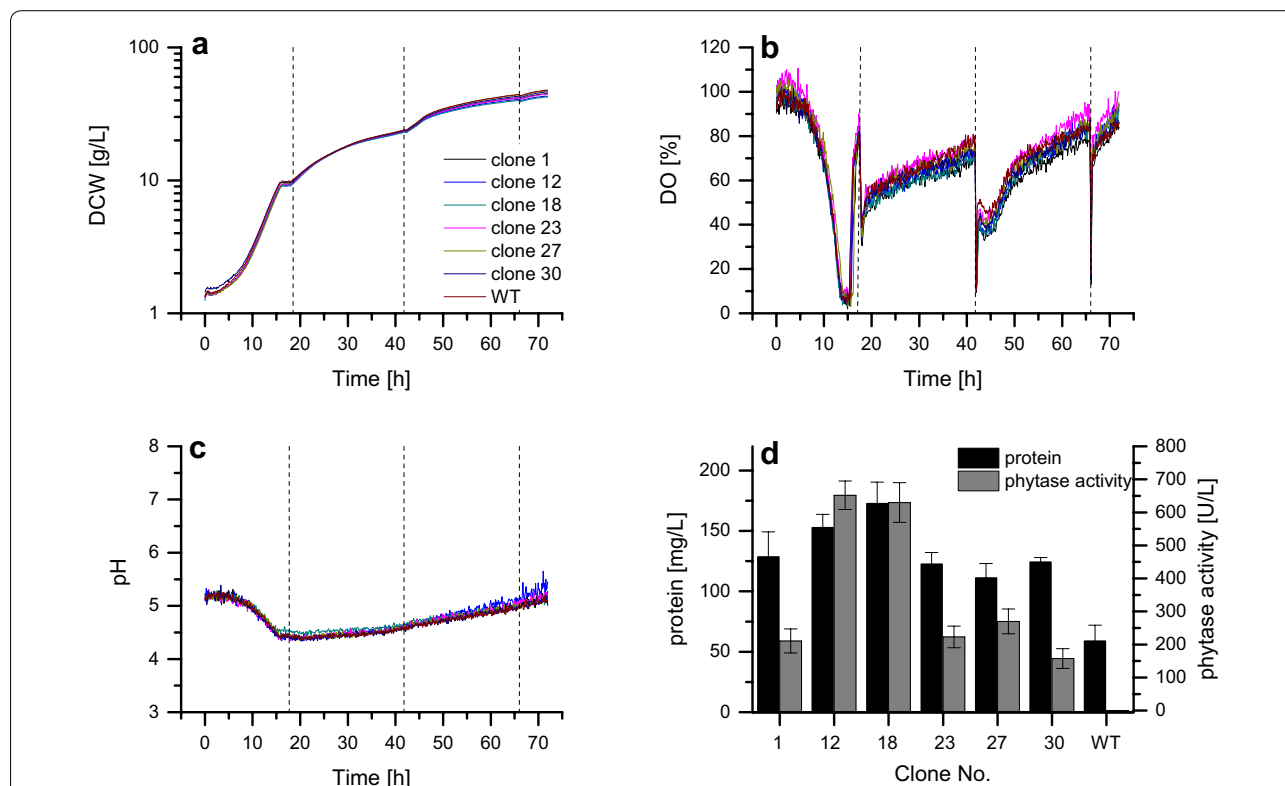 a
100
10
1
DCW [g/L]
clone 1
clone 12
clone 18
clone 23
clone 27
clone 30
WT
0 10 20 30 40 50 60 70
Time [h]
b
120
100
80
60
40
20
0
DO [%]
0 10 20 30 40 50 60 70
Time [h]
c
8
7
6
5
4
3
pH
0 10 20 30 40 50 60 70
Time [h]
d
protein
phytase activity
200
150
100
50
0
protein [mg/L]
800
700
600
500
400
300
200
100
0
phytase activity [U/L]
1 12 18 23 27 30 WT
Clone No.